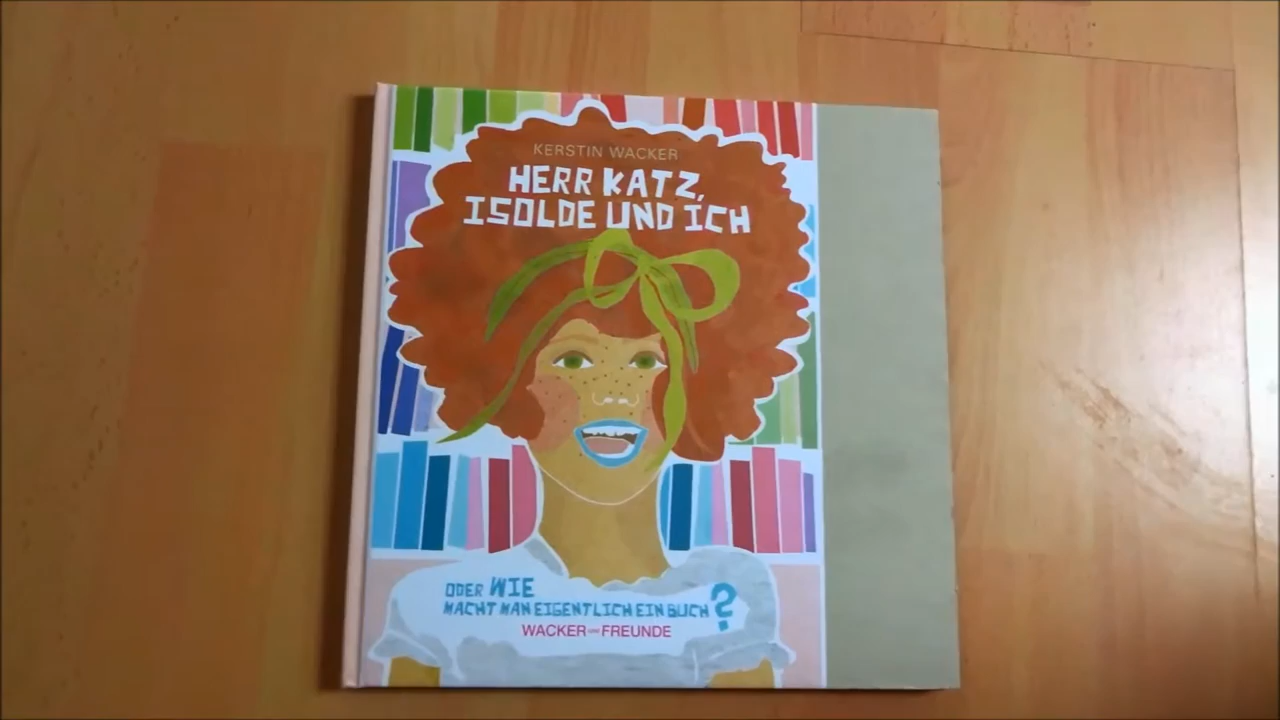 KERSTIN WACKER
HERR KATZ,
ISOLDE UND ICH
ODER WIE
MACHT MAN EIGENTLICH EIN BUCH?
WACKER UND FREUNDE